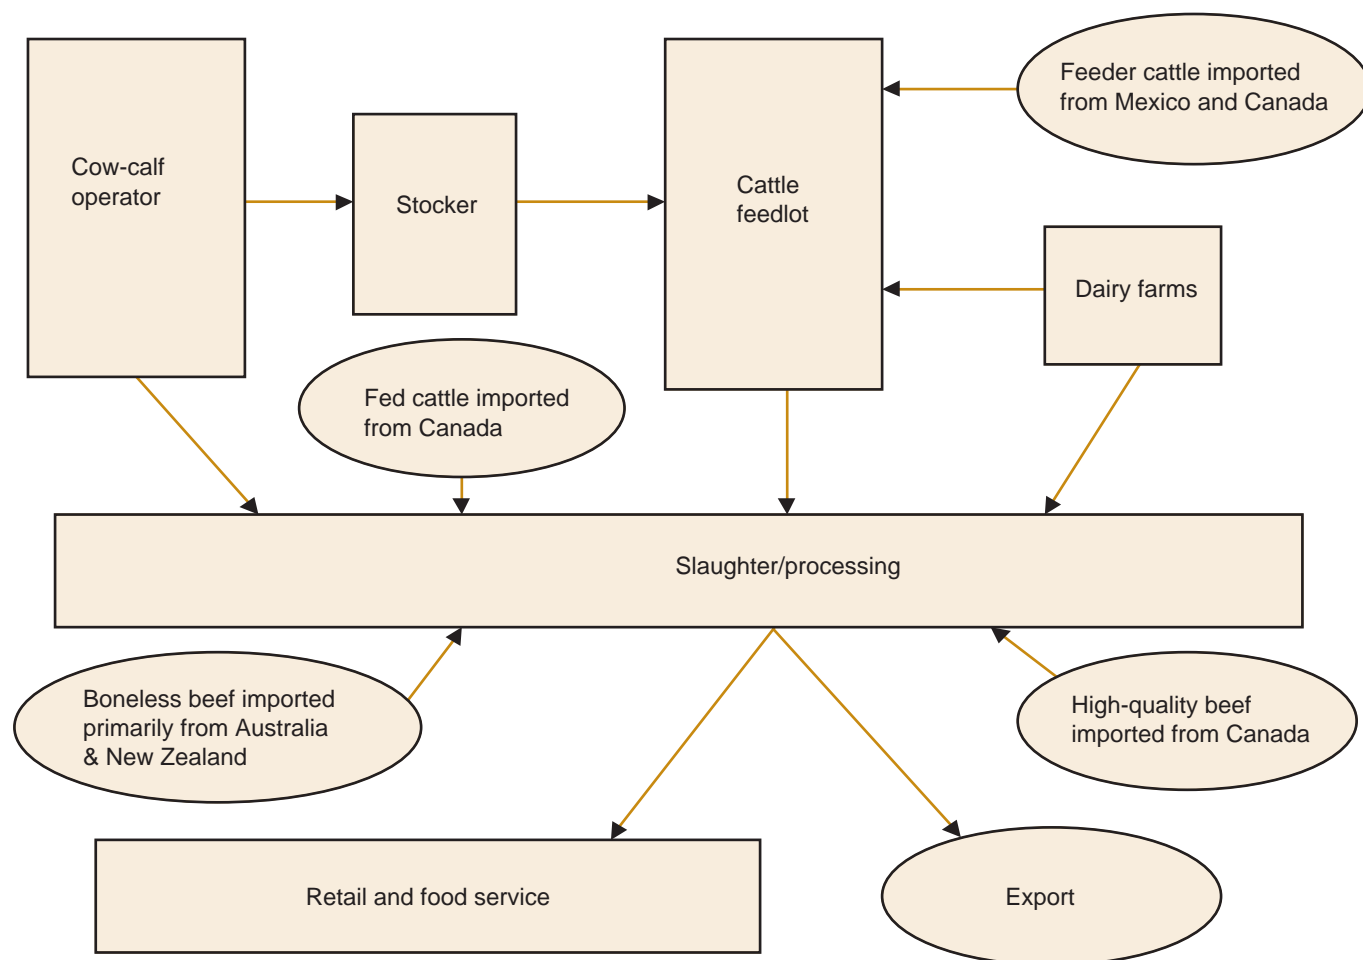 Feeder cattle imported
from Mexico and Canada
Cow-calf
operator
Stocker
Cattle
feedlot
Dairy farms
Fed cattle imported
from Canada
Slaughter/processing
Boneless beef imported
primarily from Australia
& New Zealand
High-quality beef
imported from Canada
Retail and food service
Export